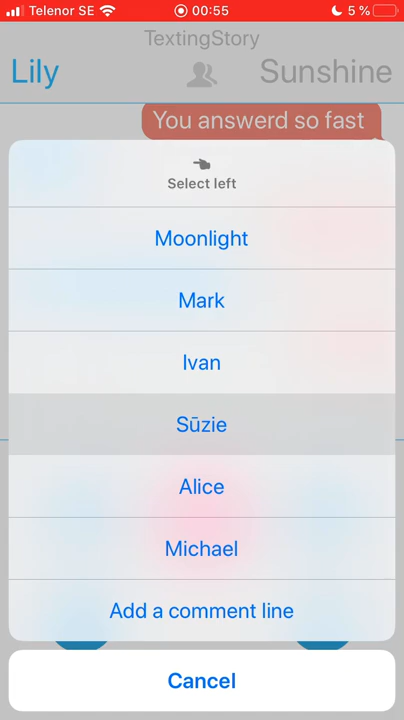 Telenor SE 00:55 5 %
TextingStory
Lily Sunshine
You answerd so fast
Select left
Moonlight
Mark
Ivan
Sūzie
Alice
Michael
Add a comment line
Cancel